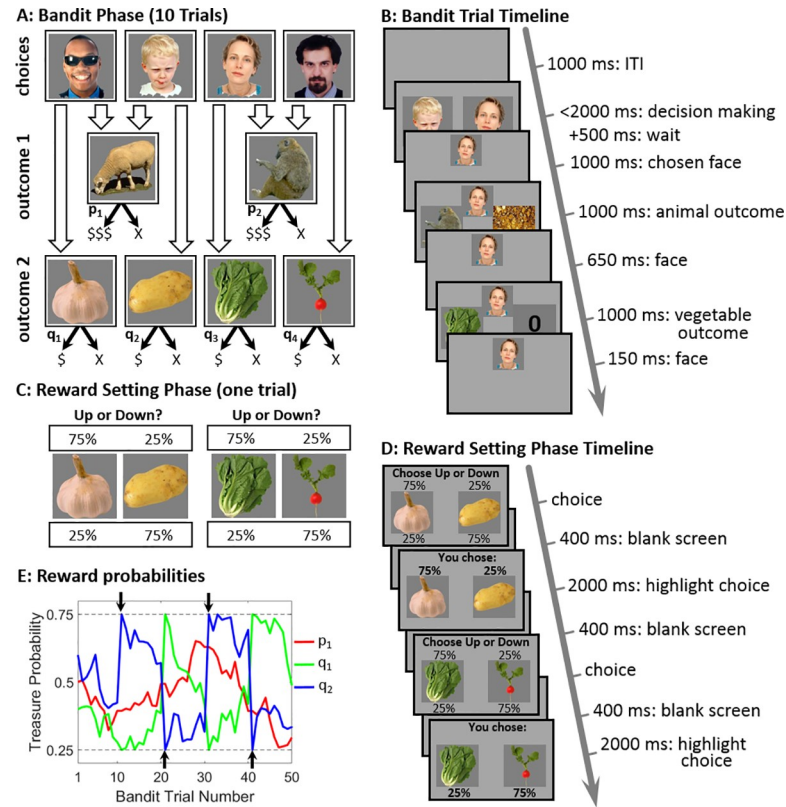 A: Bandit Phase (10 Trials)
choices
outcome 1
p1
p2
$$$ X
$$$ X
outcome 2
q1
q2
q3
q4
$ X
$ X
$ X
$ X
B: Bandit Trial Timeline
1000 ms: ITI
<2000 ms: decision making
+500 ms: wait
1000 ms: chosen face
1000 ms: animal outcome
650 ms: face
1000 ms: vegetable
outcome
0
150 ms: face
C: Reward Setting Phase (one trial)
Up or Down?
75% 25%
25% 75%
Up or Down?
75% 25%
25% 75%
D: Reward Setting Phase Timeline
Choose Up or Down
75% 25%
25% 75%
You chose:
75% 25%
Choose Up or Down
75% 25%
25% 75%
You chose:
25% 75%
choice
400 ms: blank screen
2000 ms: highlight choice
400 ms: blank screen
choice
400 ms: blank screen
2000 ms: highlight
choice
E: Reward probabilities
Treasure Probability
0.75
0.5
0.25
1 10 20 30 40 50
Bandit Trial Number
p1
q1
q2